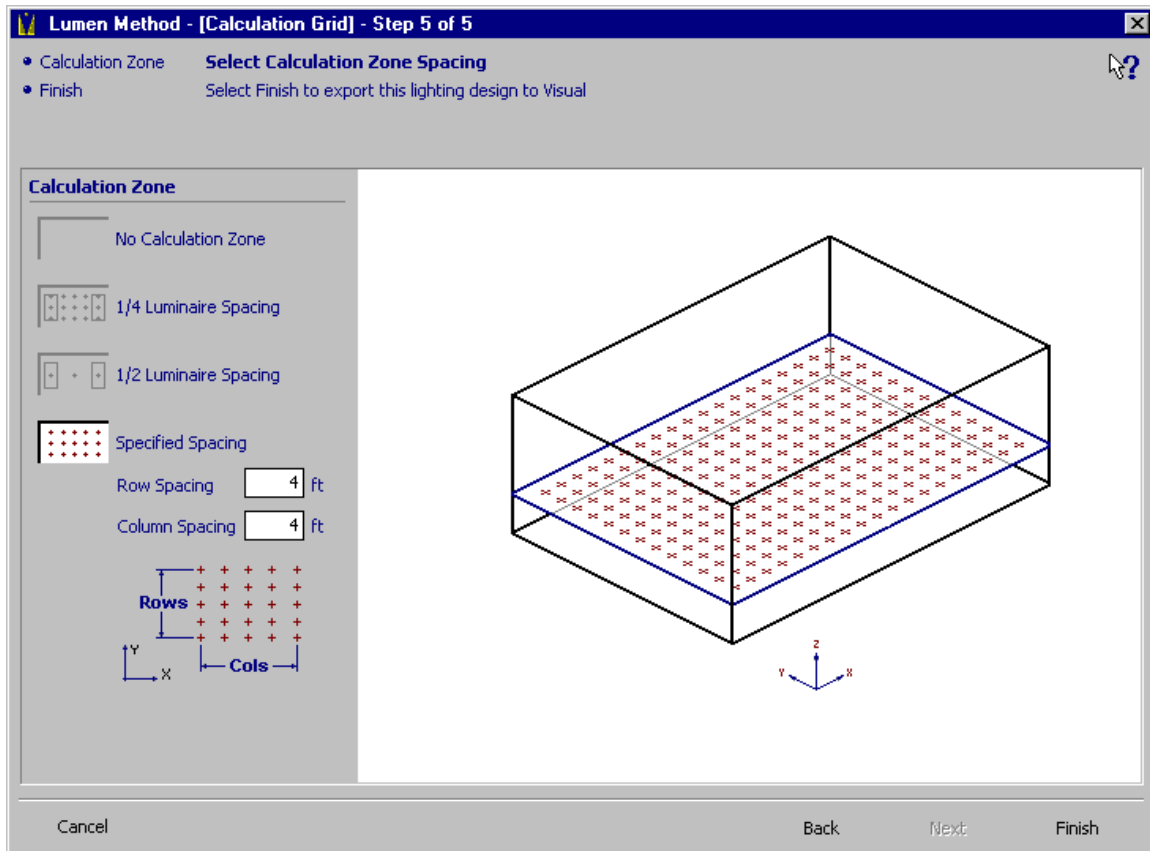 Lumen Method - [Calculation Grid] - Step 5 of 5
• Calculation Zone
• Finish
Select Calculation Zone Spacing
Select Finish to export this lighting design to Visual
?
Calculation Zone
No Calculation Zone
1/4 Luminaire Spacing
1/2 Luminaire Spacing
Specified Spacing
Row Spacing 4 ft
Column Spacing 4 ft
Rows
Cols
Y
X
Z
Y
X
Cancel
Back
Next
Finish